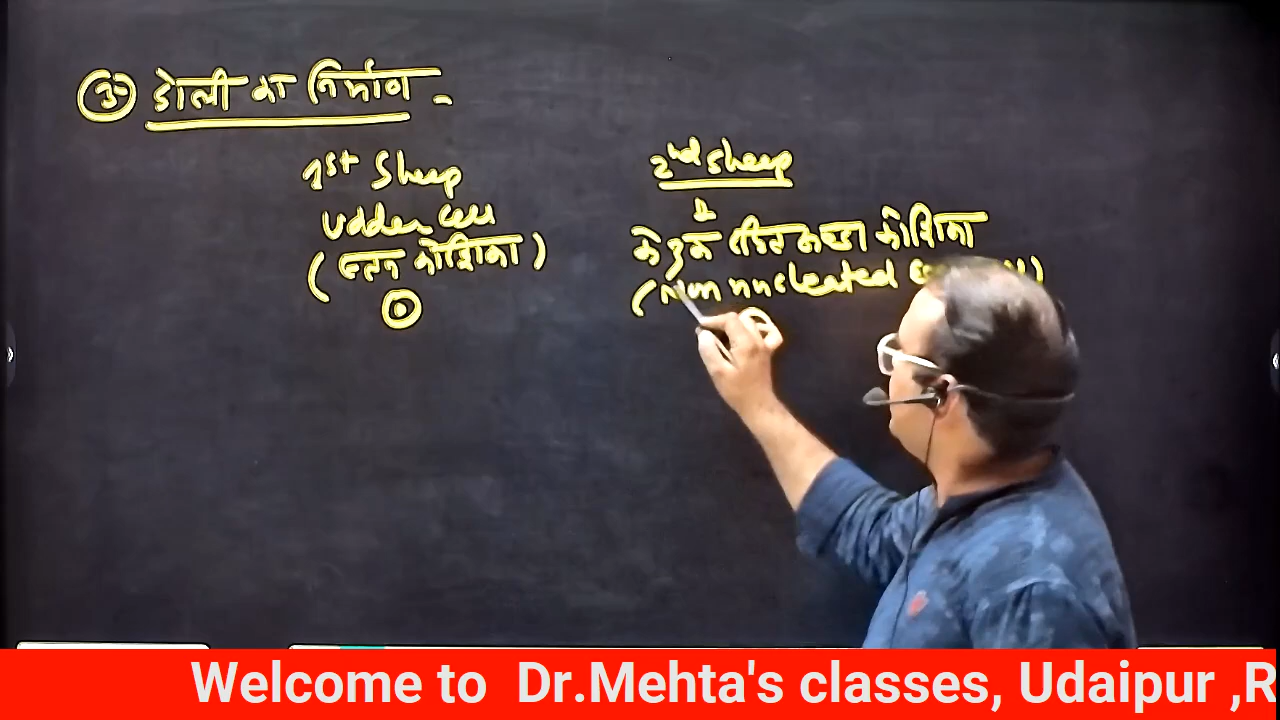 ③ डोली का निर्माण -
1st Sheep
Udder cell
(स्तन कोशिका)
2nd Sheep
केन्द्रक रहित अण्डा कोशिका
(Non nucleated
Welcome to Dr.Mehta's classes, Udaipur ,R